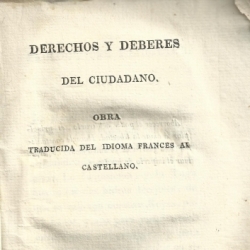 DERECHOS Y DEBERES
DEL CIUDADANO.
OBRA
TRADUCIDA DEL IDIOMA FRANCES AL
CASTELLANO.